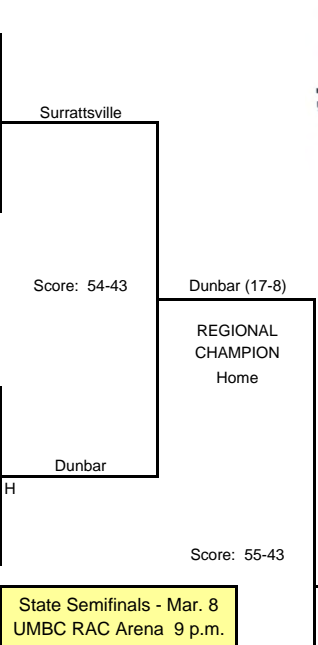 Surrattsville
Score: 54-43
Dunbar (17-8)
REGIONAL
CHAMPION
Home
Dunbar
H
Score: 55-43
State Semifinals - Mar. 8
UMBC RAC Arena 9 p.m.